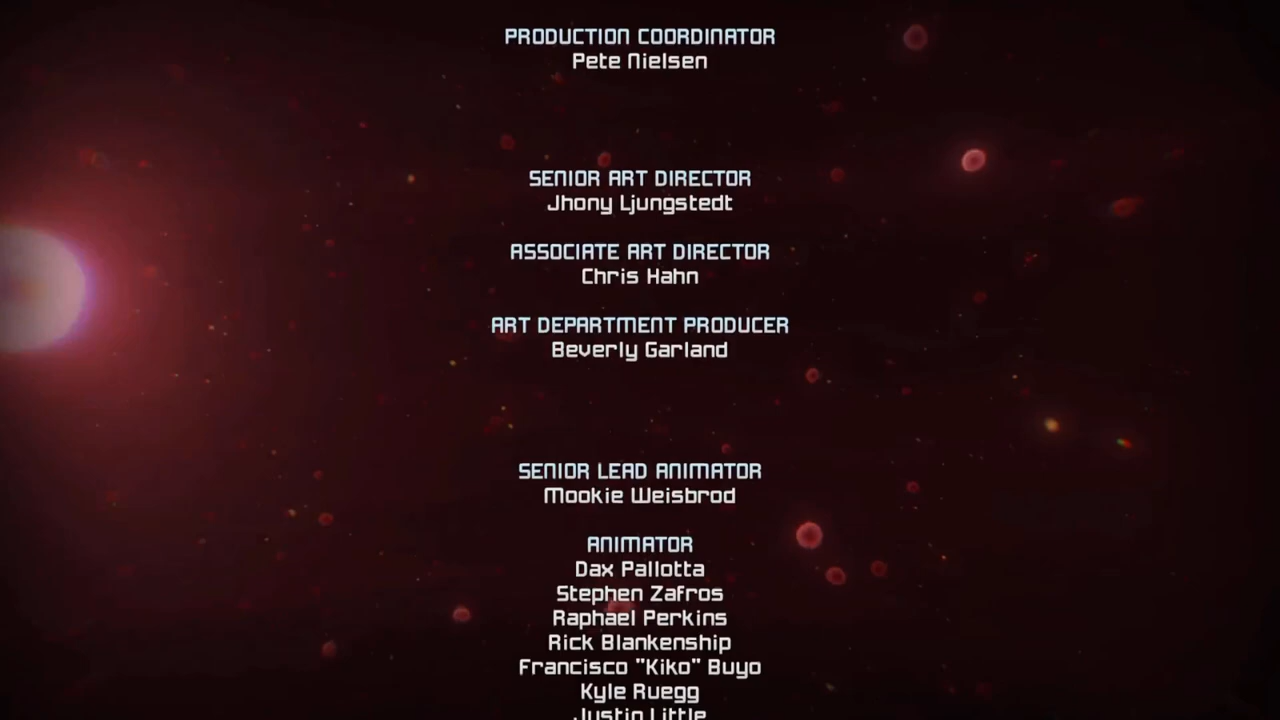 PRODUCTION COORDINATOR
Pete Nielsen
SENIOR ART DIRECTOR
Jhony Ljungstedt
ASSOCIATE ART DIRECTOR
Chris Hahn
ART DEPARTMENT PRODUCER
Beverly Garland
SENIOR LEAD ANIMATOR
Mookie Weisbrod
ANIMATOR
Dax Pallotta
Stephen Zafros
Raphael Perkins
Rick Blankenship
Francisco "Kiko" Buyo
Kyle Ruegg
Justin Little